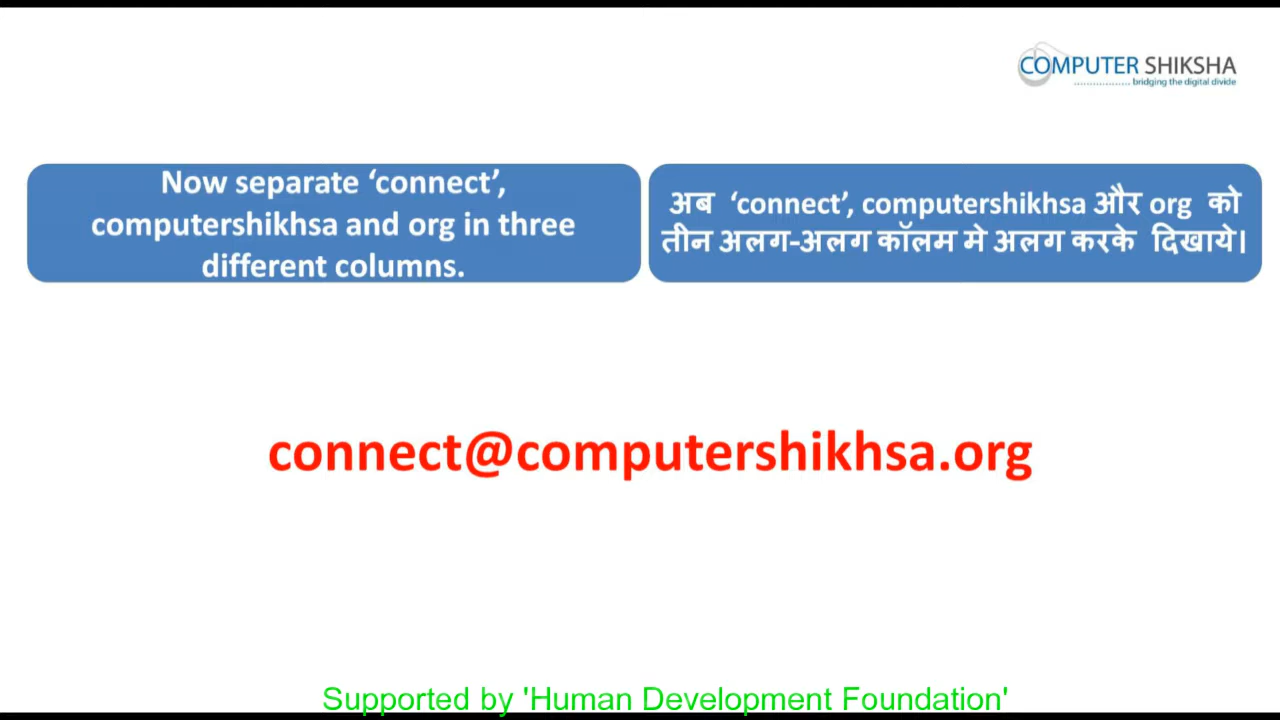 COMPUTER SHIKSHA
bridging the digital divide
Now separate ‘connect’,
computershikhsa and org in three
different columns.
अब ‘connect’, computershikhsa और org को
तीन अलग-अलग कॉलम मे अलग करके दिखाये।
connect@computershikhsa.org
Supported by 'Human Development Foundation'